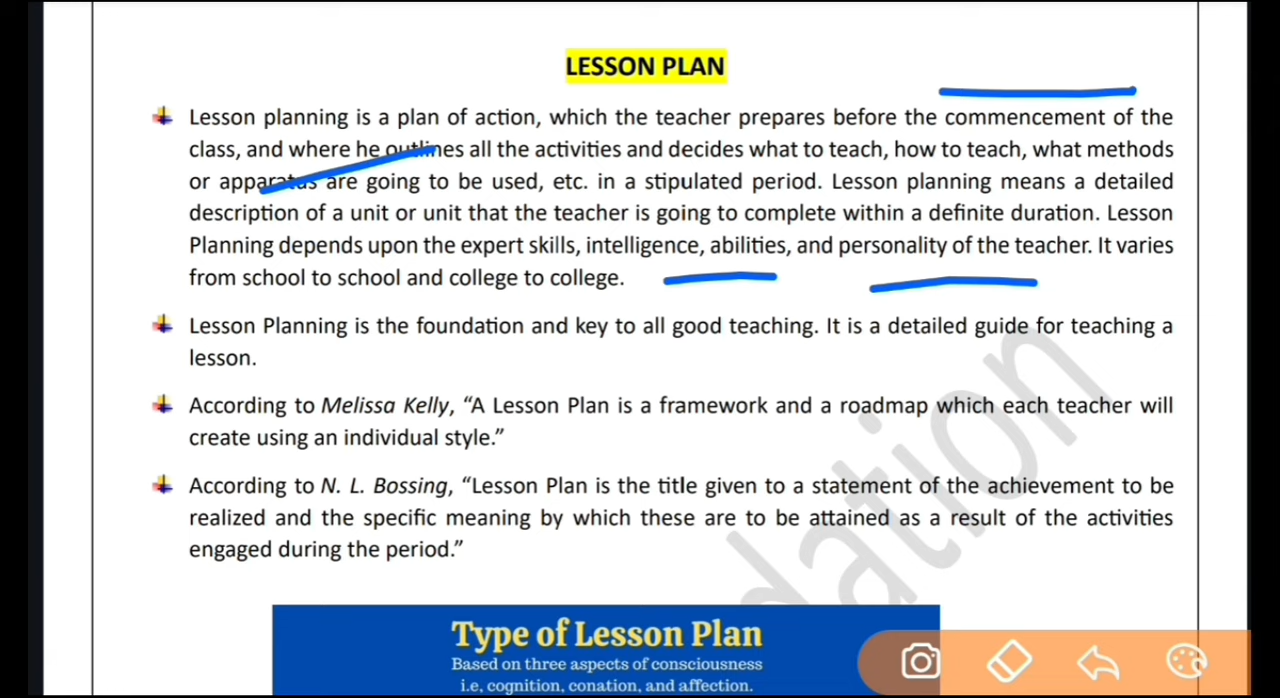 LESSON PLAN
Lesson planning is a plan of action, which the teacher prepares before the commencement of the
class, and where he outlines all the activities and decides what to teach, how to teach, what methods
or apparatus are going to be used, etc. in a stipulated period. Lesson planning means a detailed
description of a unit or unit that the teacher is going to complete within a definite duration. Lesson
Planning depends upon the expert skills, intelligence, abilities, and personality of the teacher. It varies
from school to school and college to college.
Lesson Planning is the foundation and key to all good teaching. It is a detailed guide for teaching a
lesson.
According to Melissa Kelly, “A Lesson Plan is a framework and a roadmap which each teacher will
create using an individual style.”
According to N. L. Bossing, “Lesson Plan is the title given to a statement of the achievement to be
realized and the specific meaning by which these are to be attained as a result of the activities
engaged during the period.”
Type of Lesson Plan
Based on three aspects of consciousness
i.e, cognition, conation, and affection.